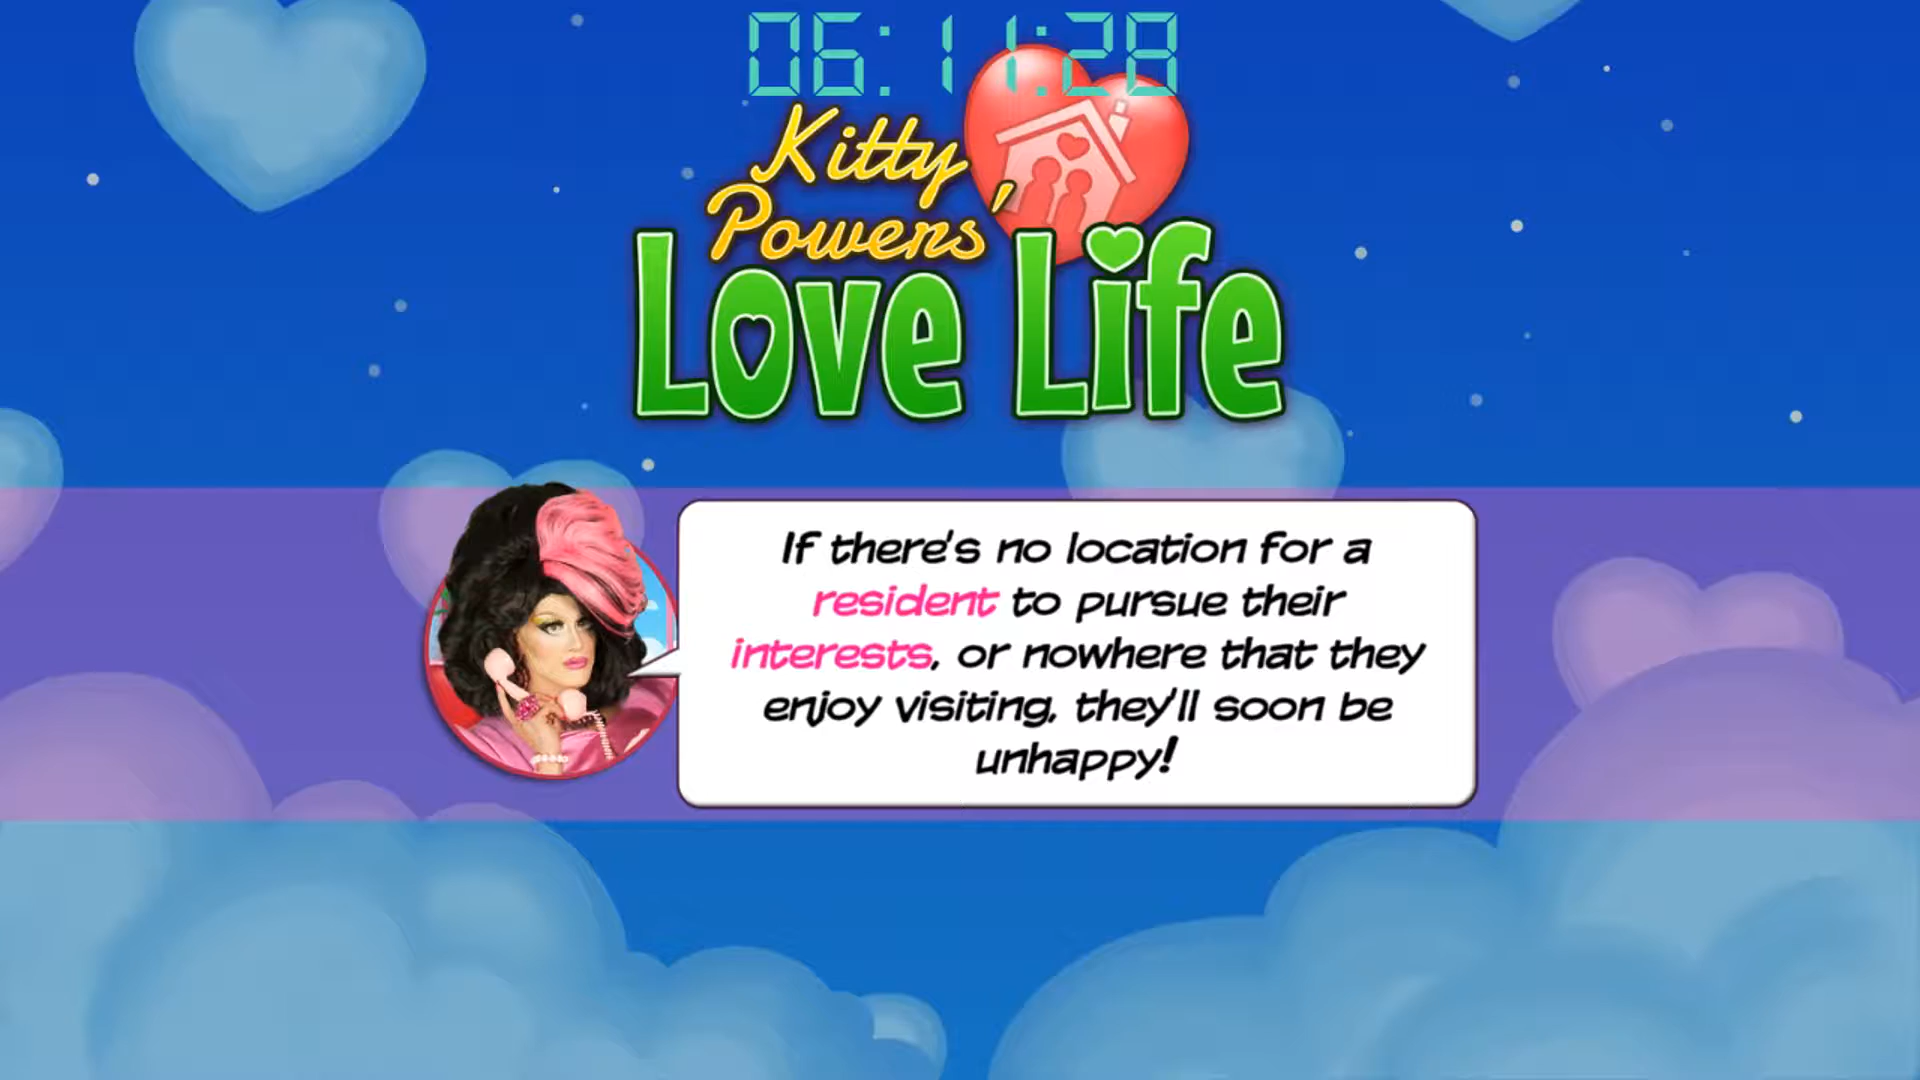 06:11:28
Kitty
Powers'
Love Life
If there's no location for a
resident to pursue their
interests, or nowhere that they
enjoy visiting, they'll soon be
unhappy!